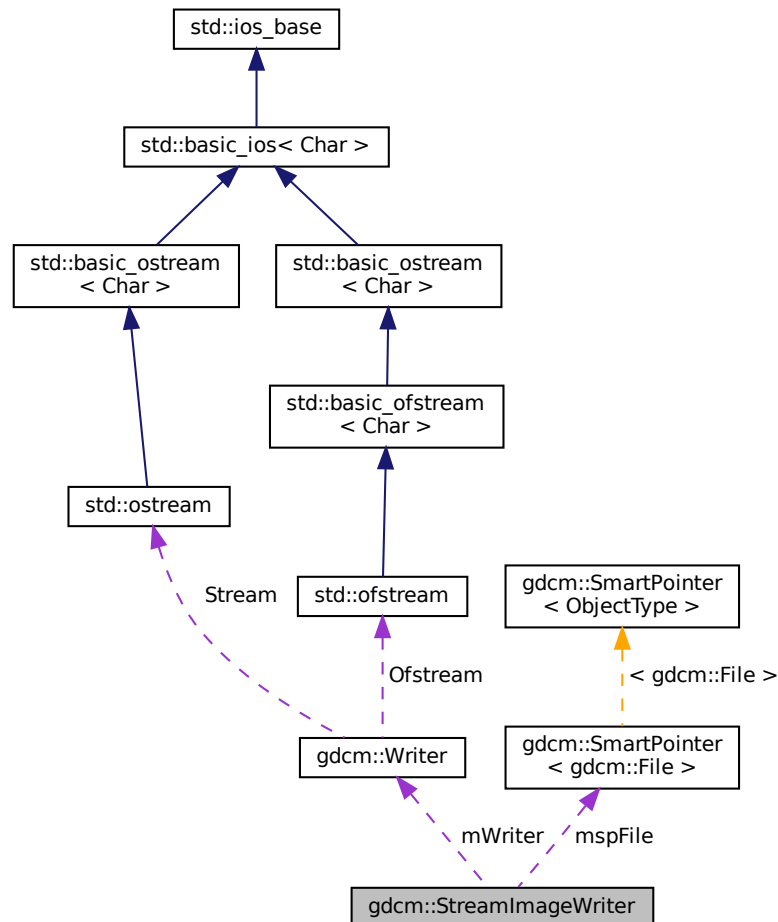 std::ios_base
std::basic_ios< Char >
std::basic_ostream
< Char >
std::basic_ostream
< Char >
std::basic_ofstream
< Char >
std::ostream
std::ofstream
gdcm::SmartPointer
< ObjectType >
Stream
Ofstream
< gdcm::File >
gdcm::Writer
gdcm::SmartPointer
< gdcm::File >
mWriter
mspFile
gdcm::StreamImageWriter